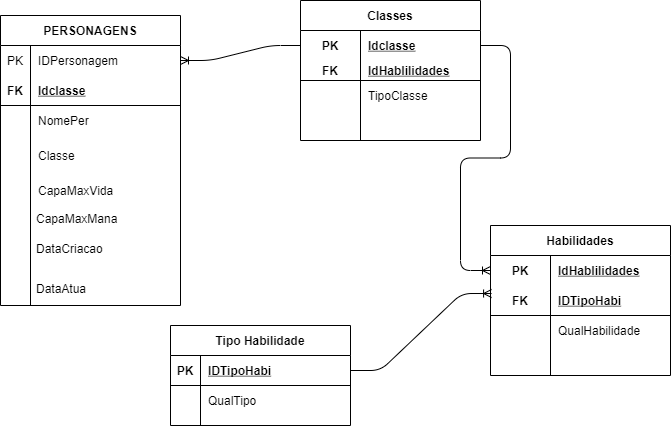 PERSONAGENS
PK IDPersonagem
FK Idclasse
NomePer
Classe
CapaMaxVida
CapaMaxMana
DataCriacao
DataAtua
Classes
PK Idclasse
FK IdHablilidades
TipoClasse
Habilidades
PK IdHablilidades
FK IDTipoHabi
QualHabilidade
Tipo Habilidade
PK IDTipoHabi
QualTipo